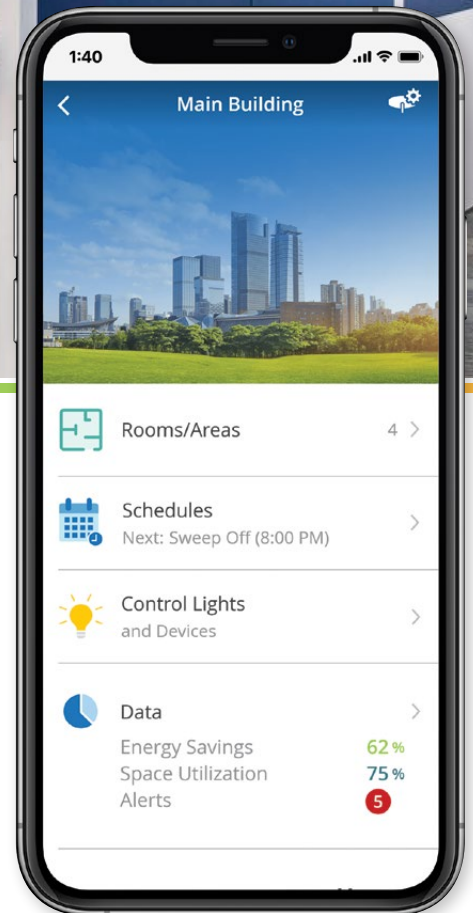 1:40
Main Building
Rooms/Areas 4
Schedules
Next: Sweep Off (8:00 PM)
Control Lights
and Devices
Data
Energy Savings 62 %
Space Utilization 75 %
Alerts 5